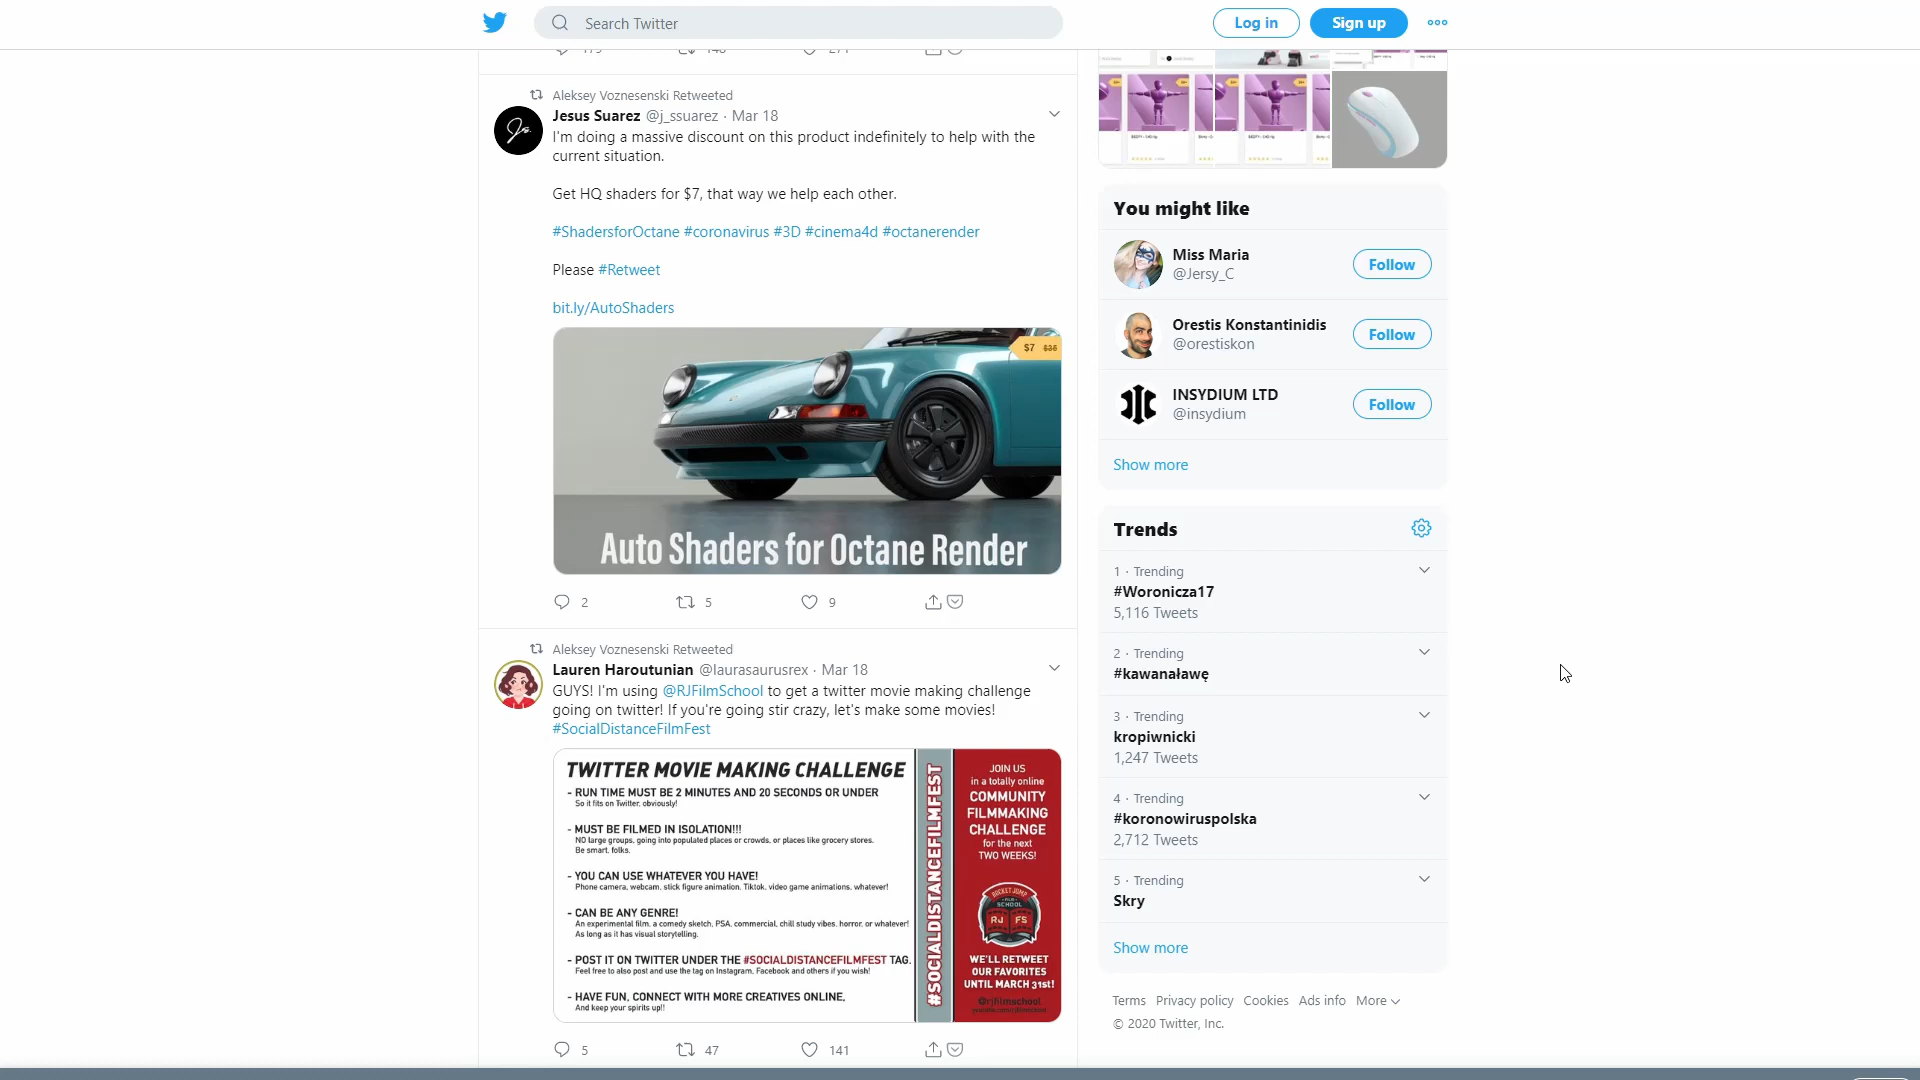 Search Twitter
Log in
Sign up
Aleksey Voznesenski Retweeted
Jesus Suarez @j_ssuarez · Mar 18
I'm doing a massive discount on this product indefinitely to help with the
current situation.
Get HQ shaders for $7, that way we help each other.
#ShadersforOctane #coronavirus #3D #cinema4d #octanerender
Please #Retweet
bit.ly/AutoShaders
$7 $35
Auto Shaders for Octane Render
2 5 9
Aleksey Voznesenski Retweeted
Lauren Haroutunian @laurasaurusrex · Mar 18
GUYS! I'm using @RJFilmSchool to get a twitter movie making challenge
going on twitter! If you're going stir crazy, let's make some movies!
#SocialDistanceFilmFest
TWITTER MOVIE MAKING CHALLENGE
- RUN TIME MUST BE 2 MINUTES AND 20 SECONDS OR UNDER
So it fits on Twitter, obviously!
- MUST BE FILMED IN ISOLATION!!!
NO large groups, going into populated places or crowds, or places like grocery stores.
Be smart, folks.
- YOU CAN USE WHATEVER YOU HAVE!
Phone camera, webcam, stick figure animation, Tiktok, video game animations, whatever!
- CAN BE ANY GENRE!
An experimental film, a comedy sketch, PSA, commercial, chill study vibes, horror, or whatever!
As long as it has visual storytelling.
- POST IT ON TWITTER UNDER THE #SOCIALDISTANCEFILMFEST TAG.
Feel free to also post and use the tag on Instagram, Facebook and others if you wish!
- HAVE FUN, CONNECT WITH MORE CREATIVES ONLINE,
And keep your spirits up!!
#SOCIALDISTANCEFILMFEST
JOIN US
in a totally online
COMMUNITY
FILMMAKING
CHALLENGE
for the next
TWO WEEKS!
ROCKETJUMP
FILM
SCHOOL
RJ FS
WE'LL RETWEET
OUR FAVORITES
UNTIL MARCH 31st!
@rjfilmschool
5 47 141
You might like
Miss Maria
@Jersy_C
Follow
Orestis Konstantinidis
@orestiskon
Follow
INSYDIUM LTD
@insydium
Follow
Show more
Trends
1 · Trending
#Woronicza17
5,116 Tweets
2 · Trending
#kawanaławę
3 · Trending
kropiwnicki
1,247 Tweets
4 · Trending
#koronowiruspolska
2,712 Tweets
5 · Trending
Skry
Show more
Terms Privacy policy Cookies Ads info More
© 2020 Twitter, Inc.